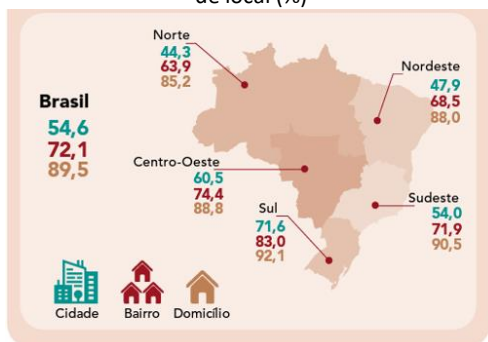 de local (%)
Norte
44,3
63,9
85,2
Nordeste
47,9
68,5
88,0
Brasil
54,6
72,1
89,5
Centro-Oeste
60,5
74,4
88,8
Sul
71,6
83,0
92,1
Sudeste
54,0
71,9
90,5
Cidade
Bairro
Domicílio